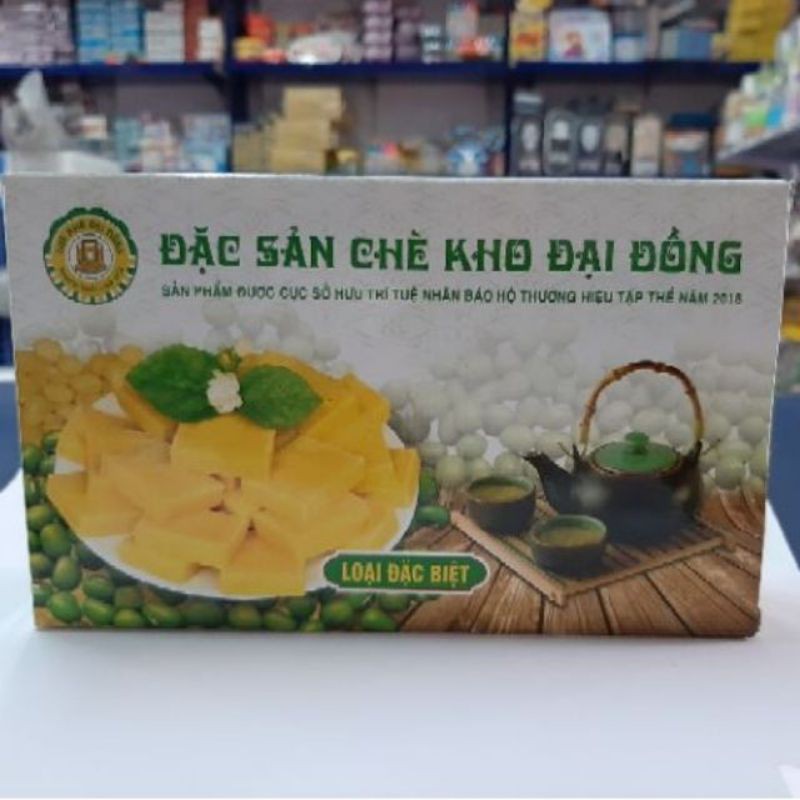 ĐẶC SẢN CHÈ KHO ĐẠI ĐỒNG
SẢN PHẨM ĐƯỢC CỤC SỞ HỮU TRÍ TUỆ NHÂN BẢO HỘ THƯƠNG HIỆU TẬP THỂ NĂM 2018
LOẠI ĐẶC BIỆT